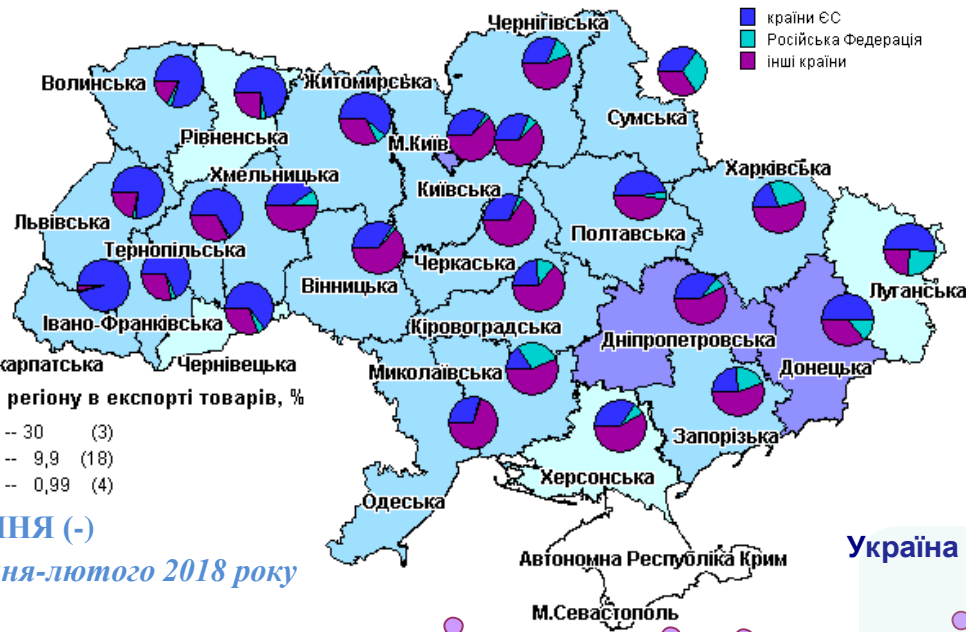 країни ЄС
Російська Федерація
інші країни
Чернігівська
Волинська
Житомирська
Сумська
Рівненська
М.Київ
Хмельницька
Харківська
Київська
Львівська
Полтавська
Тернопільська
Черкаська
Вінницька
Луганська
Івано-Франківська
Кіровоградська
Дніпропетровська
карпатська
Чернівецька
Миколаївська
Донецька
регіону в експорті товарів, %
-- 30 (3)
-- 9,9 (18)
-- 0,99 (4)
Запорізька
Херсонська
Одеська
ННЯ (-)
ня-лютого 2018 року
Автономна Республіка Крим
Україна
М.Севастополь